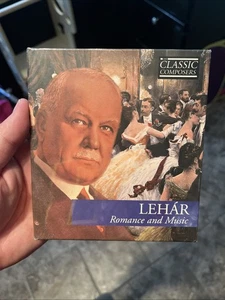 CLASSIC
COMPOSERS
LEHÁR
Romance and Music